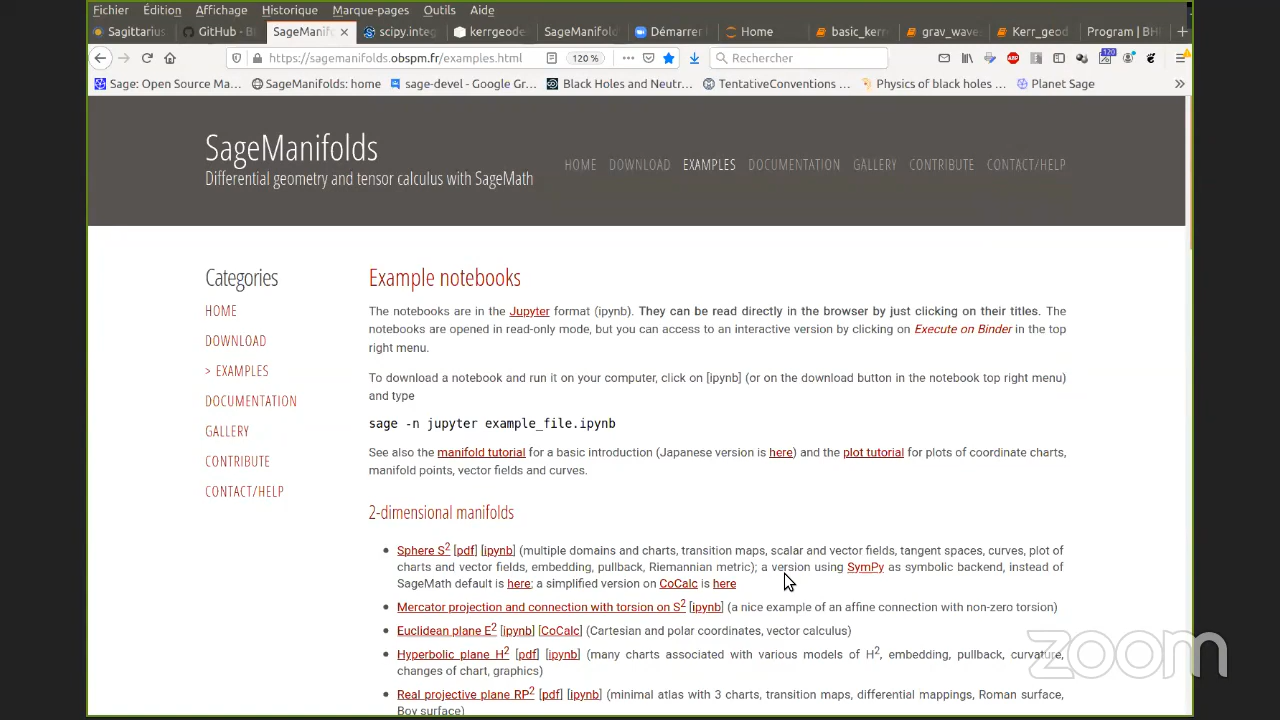 Fichier Édition Affichage Historique Marque-pages Outils Aide
Sagittarius GitHub - B SageManif scipy.integ kerrgeode SageManifold Démarrer Home basic_kerr grav_wave Kerr_geod Program | BH
https://sagemanifolds.obspm.fr/examples.html 120 % Rechercher 120
Sage: Open Source Ma... SageManifolds: home sage-devel - Google Gr... Black Holes and Neutr... TentativeConventions ... Physics of black holes ... Planet Sage
SageManifolds
Differential geometry and tensor calculus with SageMath
HOME DOWNLOAD EXAMPLES DOCUMENTATION GALLERY CONTRIBUTE CONTACT/HELP
Categories
HOME
DOWNLOAD
> EXAMPLES
DOCUMENTATION
GALLERY
CONTRIBUTE
CONTACT/HELP
Example notebooks
The notebooks are in the Jupyter format (ipynb). They can be read directly in the browser by just clicking on their titles. The
notebooks are opened in read-only mode, but you can access to an interactive version by clicking on Execute on Binder in the top
right menu.
To download a notebook and run it on your computer, click on [ipynb] (or on the download button in the notebook top right menu)
and type
sage -n jupyter example_file.ipynb
See also the manifold tutorial for a basic introduction (Japanese version is here) and the plot tutorial for plots of coordinate charts,
manifold points, vector fields and curves.
2-dimensional manifolds
• Sphere S² [pdf] [ipynb] (multiple domains and charts, transition maps, scalar and vector fields, tangent spaces, curves, plot of
charts and vector fields, embedding, pullback, Riemannian metric); a version using SymPy as symbolic backend, instead of
SageMath default is here; a simplified version on CoCalc is here
• Mercator projection and connection with torsion on S² [ipynb] (a nice example of an affine connection with non-zero torsion)
• Euclidean plane E² [ipynb] [CoCalc] (Cartesian and polar coordinates, vector calculus)
• Hyperbolic plane H² [pdf] [ipynb] (many charts associated with various models of H², embedding, pullback, curvature,
changes of chart, graphics)
• Real projective plane RP² [pdf] [ipynb] (minimal atlas with 3 charts, transition maps, differential mappings, Roman surface,
Boy surface)
zoom